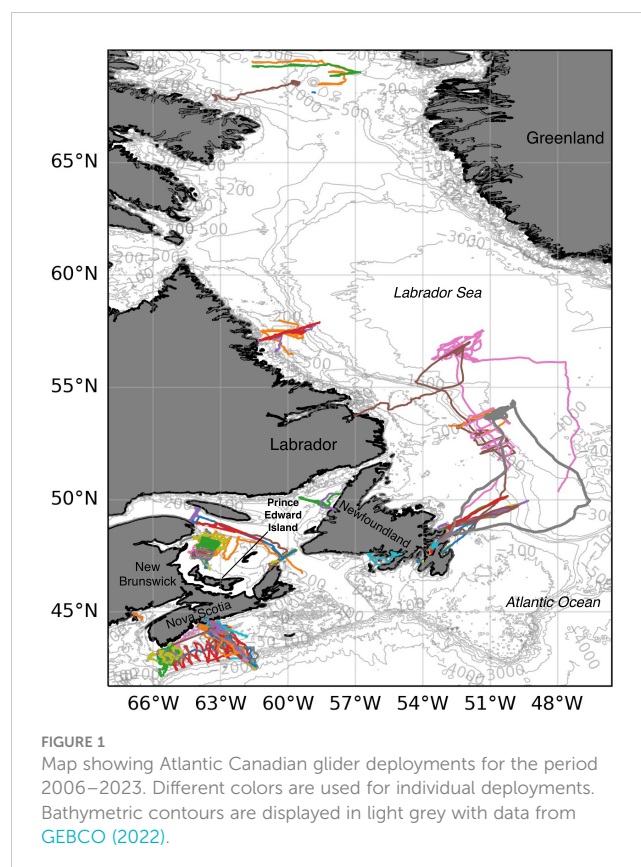 65°N
60°N
55°N
50°N
45°N
Greenland
Labrador Sea
Labrador
Prince
Edward
Island
Newfoundland
New
Brunswick
Nova Scotia
Atlantic Ocean
66°W 63°W 60°W 57°W 54°W 51°W 48°W
FIGURE 1
Map showing Atlantic Canadian glider deployments for the period
2006–2023. Different colors are used for individual deployments.
Bathymetric contours are displayed in light grey with data from
GEBCO (2022).